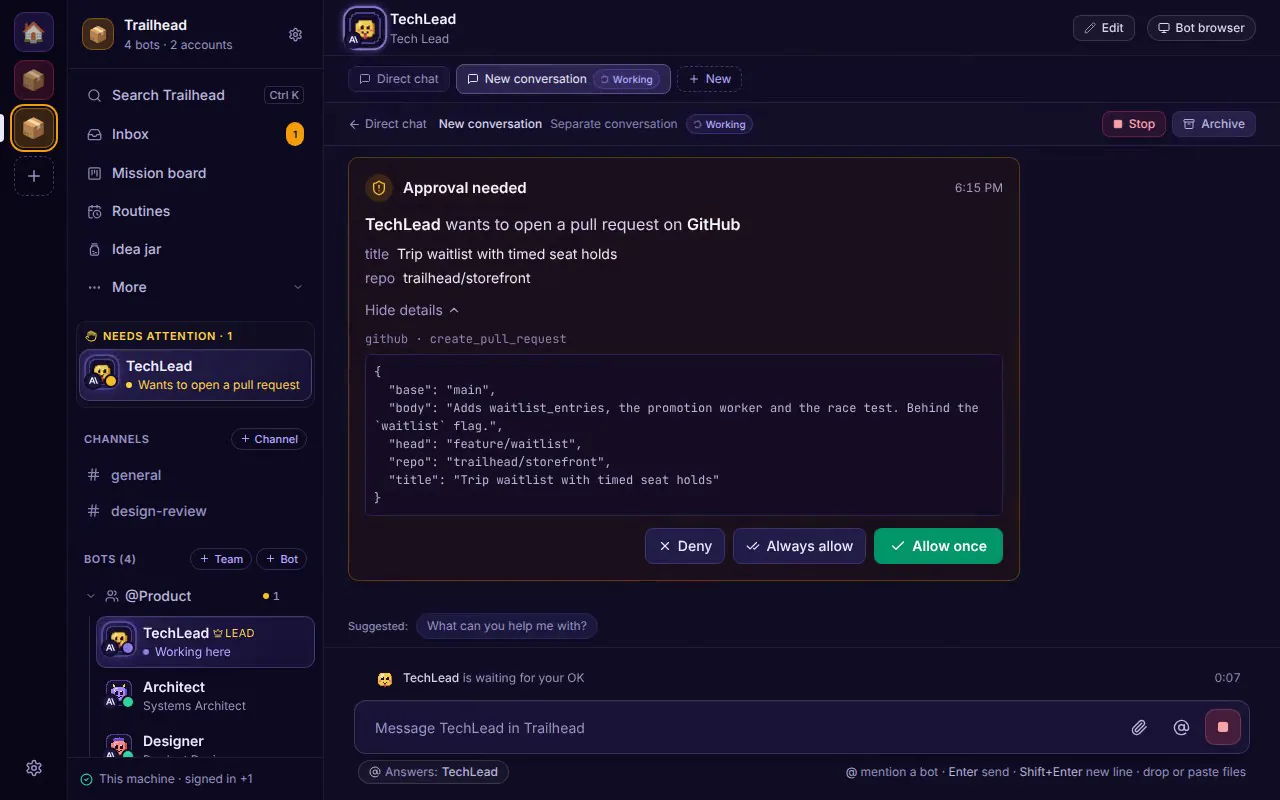 Trailhead
4 bots · 2 accounts
Search Trailhead
Ctrl K
Inbox
1
Mission board
Routines
Idea jar
More
NEEDS ATTENTION · 1
TechLead
Wants to open a pull request
CHANNELS
+ Channel
# general
# design-review
BOTS (4)
+ Team
+ Bot
@Product
1
TechLead LEAD
Working here
Architect
Systems Architect
Designer
This machine · signed in +1
TechLead
Tech Lead
Edit
Bot browser
Direct chat
New conversation
Working
+ New
Direct chat
New conversation
Separate conversation
Working
Stop
Archive
Approval needed
6:15 PM
TechLead wants to open a pull request on GitHub
title Trip waitlist with timed seat holds
repo trailhead/storefront
Hide details
github · create_pull_request
{
"base": "main",
"body": "Adds waitlist_entries, the promotion worker and the race test. Behind the
`waitlist` flag.",
"head": "feature/waitlist",
"repo": "trailhead/storefront",
"title": "Trip waitlist with timed seat holds"
}
Deny
Always allow
Allow once
Suggested:
What can you help me with?
TechLead is waiting for your OK
0:07
Message TechLead in Trailhead
@ Answers: TechLead
@ mention a bot · Enter send · Shift+Enter new line · drop or paste files